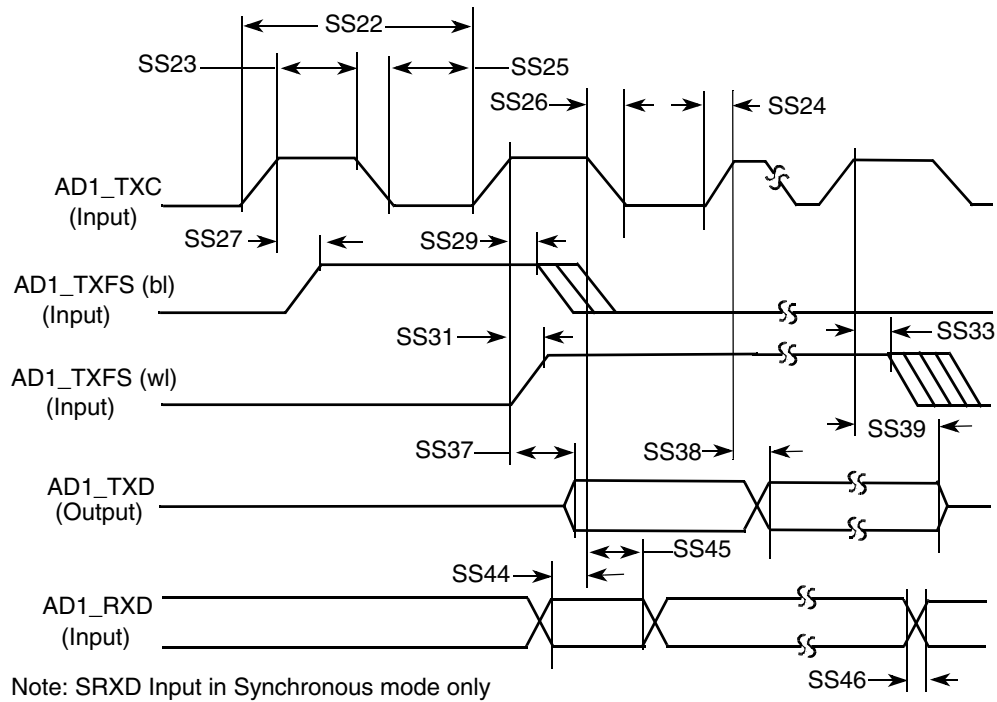 SS22
SS23
SS25
SS26
SS24
AD1_TXC
(Input)
SS27
SS29
AD1_TXFS (bl)
(Input)
SS31
SS33
AD1_TXFS (wl)
(Input)
SS39
SS37
SS38
AD1_TXD
(Output)
SS45
SS44
AD1_RXD
(Input)
SS46
Note: SRXD Input in Synchronous mode only